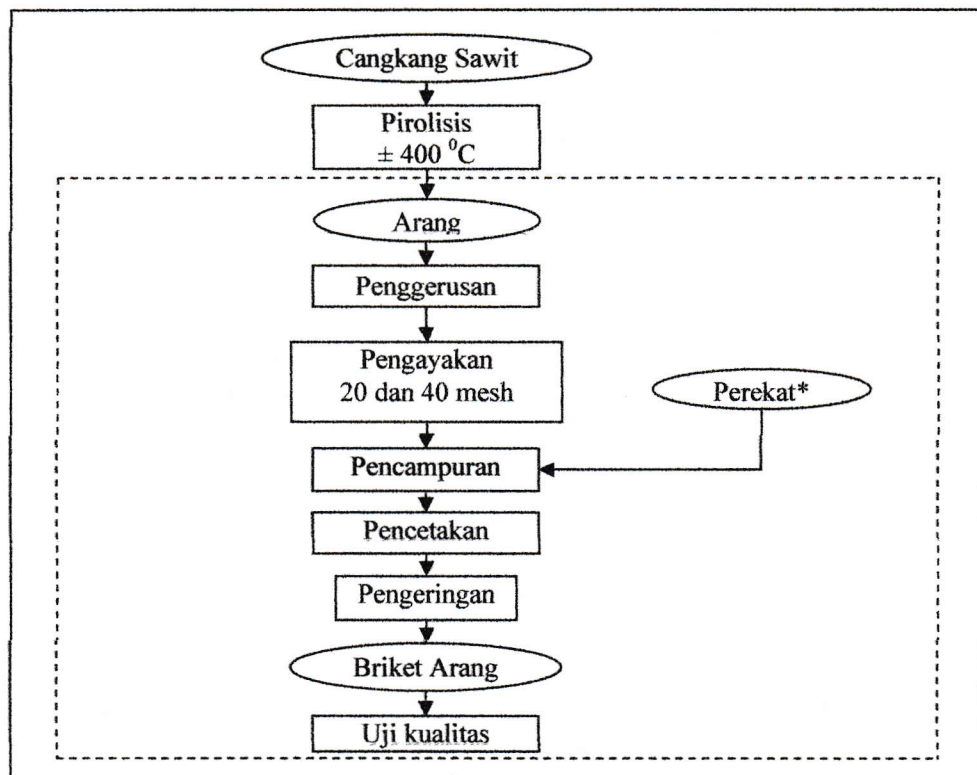 Cangkang Sawit
Pirolisis
± 400 ⁰C
Arang
Penggerusan
Pengayakan
20 dan 40 mesh
Perekat*
Pencampuran
Pencetakan
Pengeringan
Briket Arang
Uji kualitas